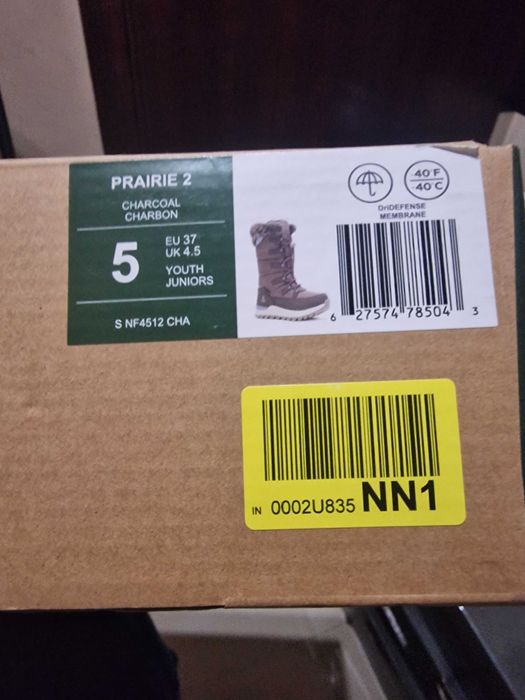 PRAIRIE 2
CHARCOAL
CHARBON
5
EU 37
UK 4.5
YOUTH
JUNIORS
S NF4512 CHA
40°F
-40°C
DriDEFENSE
MEMBRANE
6 27574 78504 3
IN 0002U835 NN1